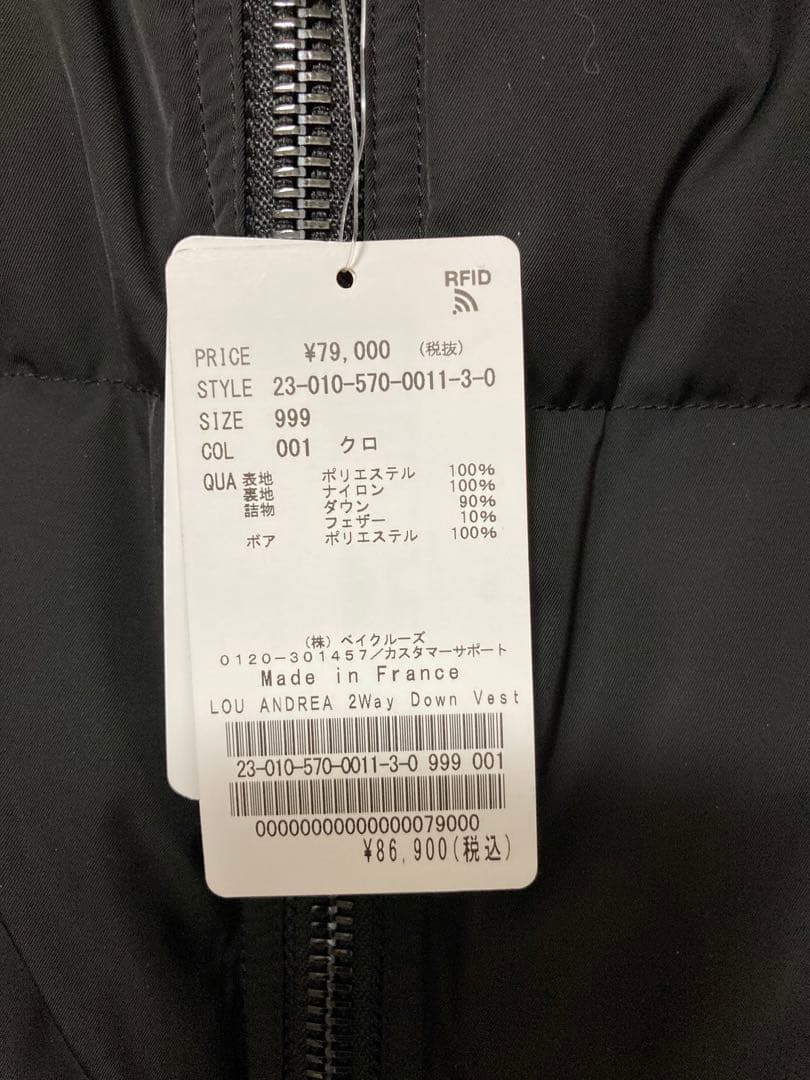 RFID
PRICE ¥79,000 (税抜)
STYLE 23-010-570-0011-3-0
SIZE 999
COL 001 クロ
QUA 表地 ポリエステル 100%
裏地 ナイロン 100%
詰物 ダウン 90%
フェザー 10%
ボア ポリエステル 100%
(株) ベイクルーズ
0120-301457/カスタマーサポート
Made in France
LOU ANDREA 2Way Down Vest
23-010-570-0011-3-0 999 001
00000000000000079000
¥86,900(税込)